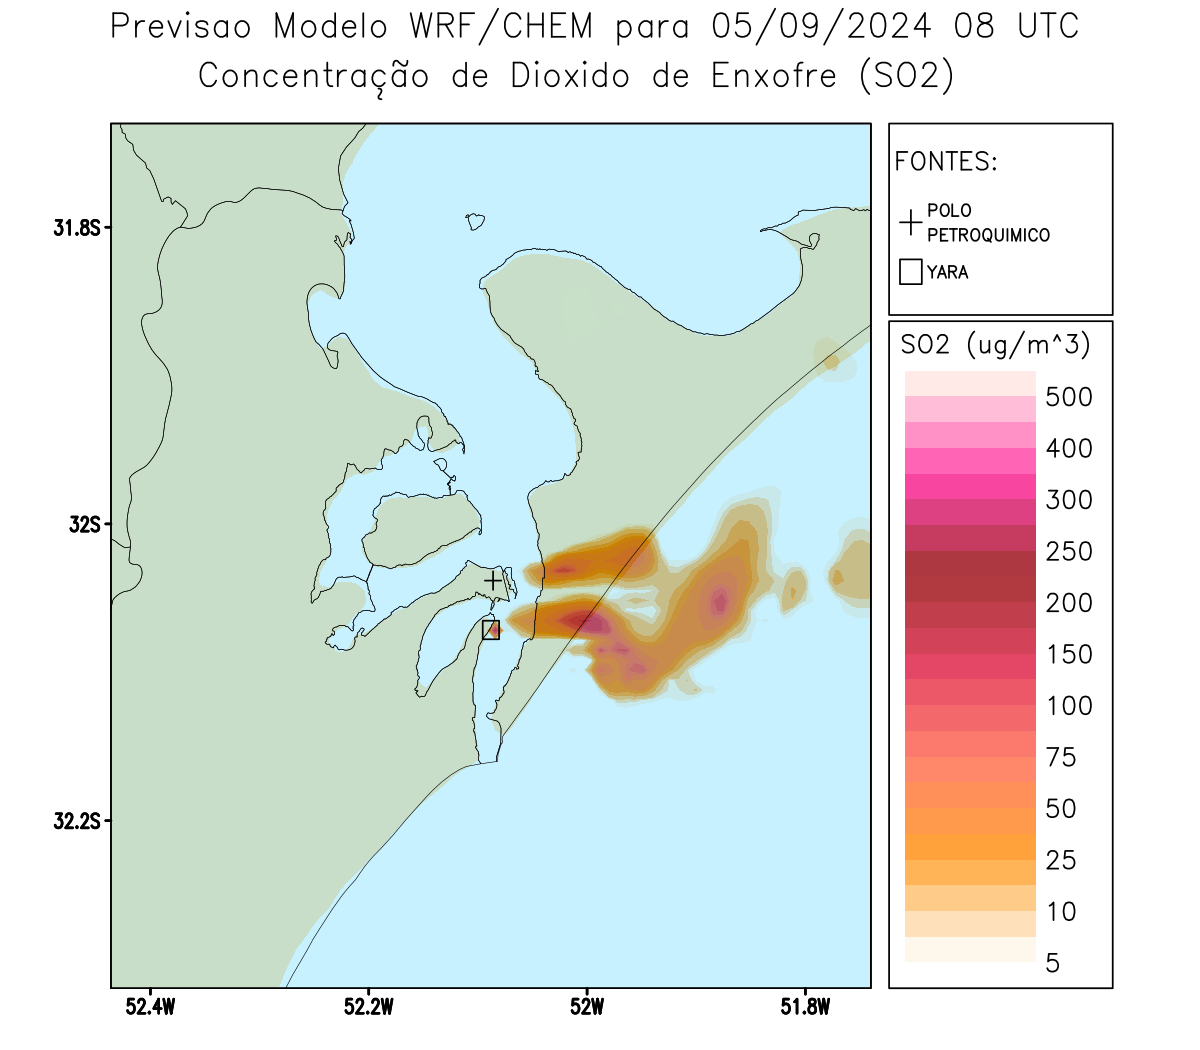 Previsao Modelo WRF/CHEM para 05/09/2024 08 UTC
Concentração de Dioxido de Enxofre (SO2)
FONTES:
POLO
PETROQUIMICO
YARA
31.8S
32S
32.2S
52.4W
52.2W
52W
51.8W
SO2 (ug/m^3)
500
400
300
250
200
150
100
75
50
25
10
5